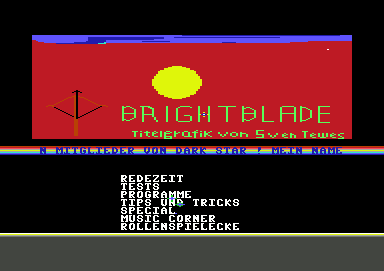 BRIGHTBLADE
Titelgrafik von Sven Tewes
N MITGLIEDER VON DARK STAR ! MEIN NAME
REDEZEIT
TESTS
PROGRAMME
TIPS UND TRICKS
SPECIAL
MUSIC CORNER
ROLLENSPIELECKE